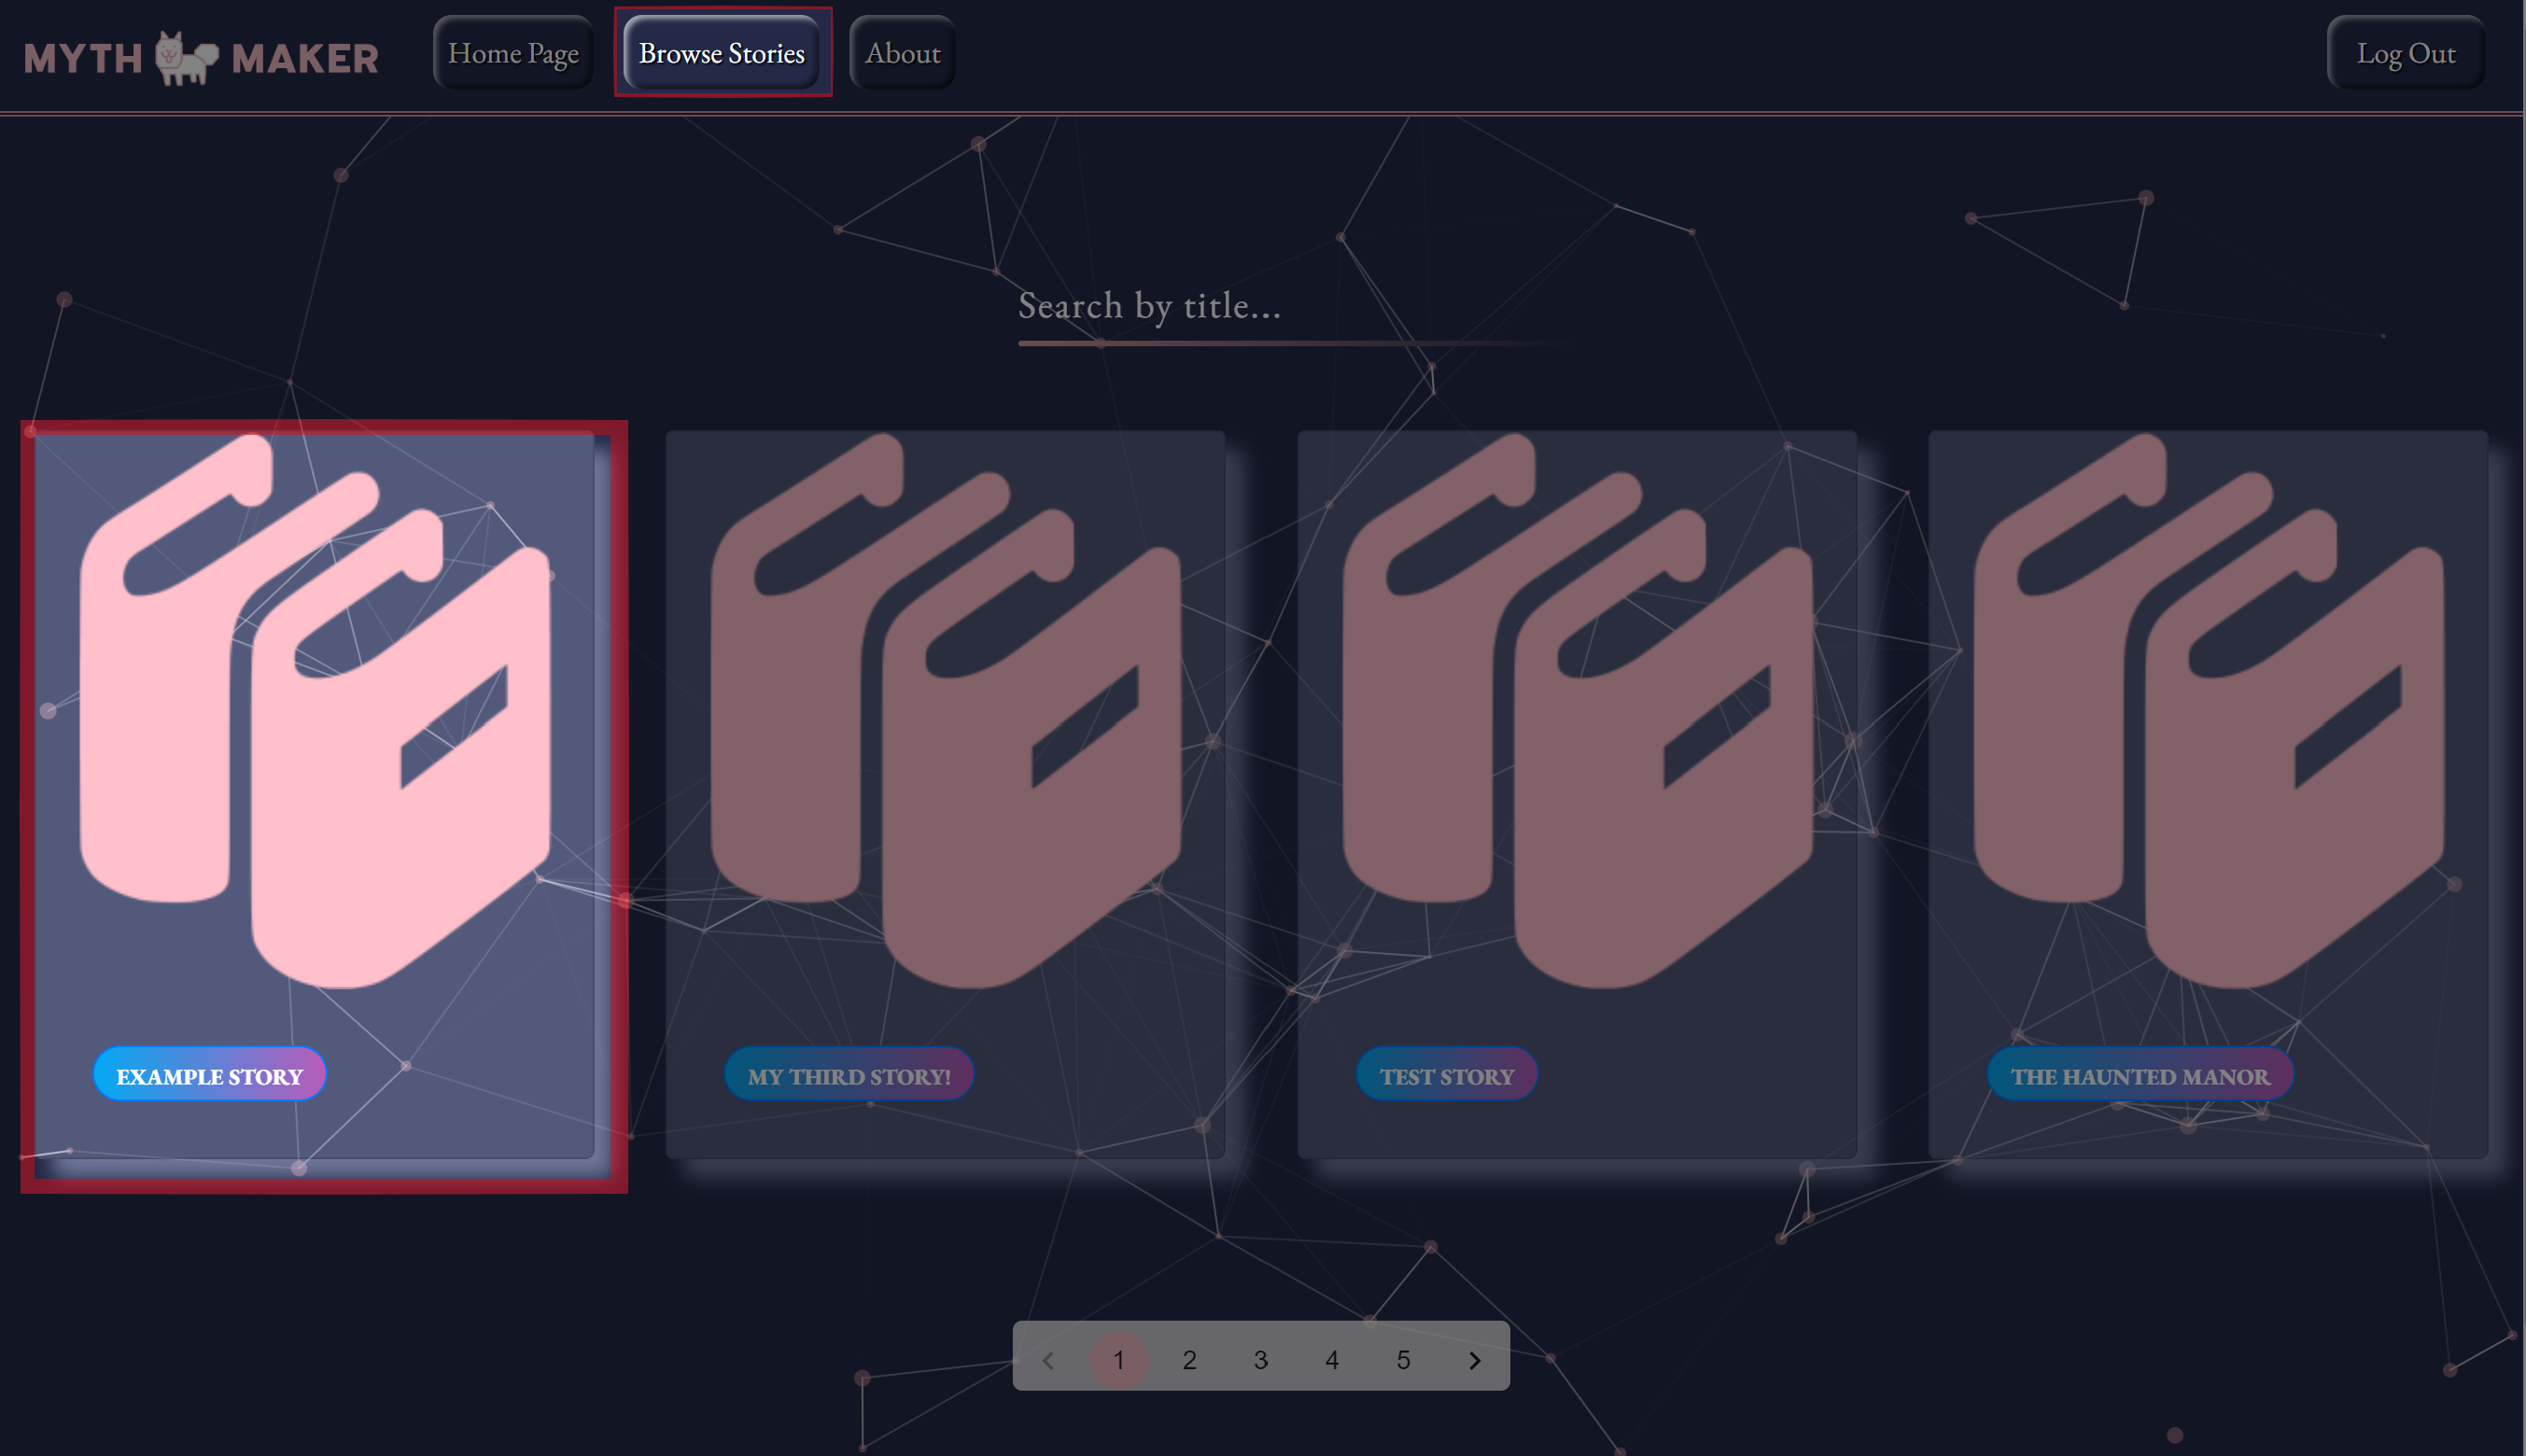 MYTH MAKER
Home Page
Browse Stories
About
Log Out
Search by title...
EXAMPLE STORY
MY THIRD STORY!
TEST STORY
THE HAUNTED MANOR
1 2 3 4 5